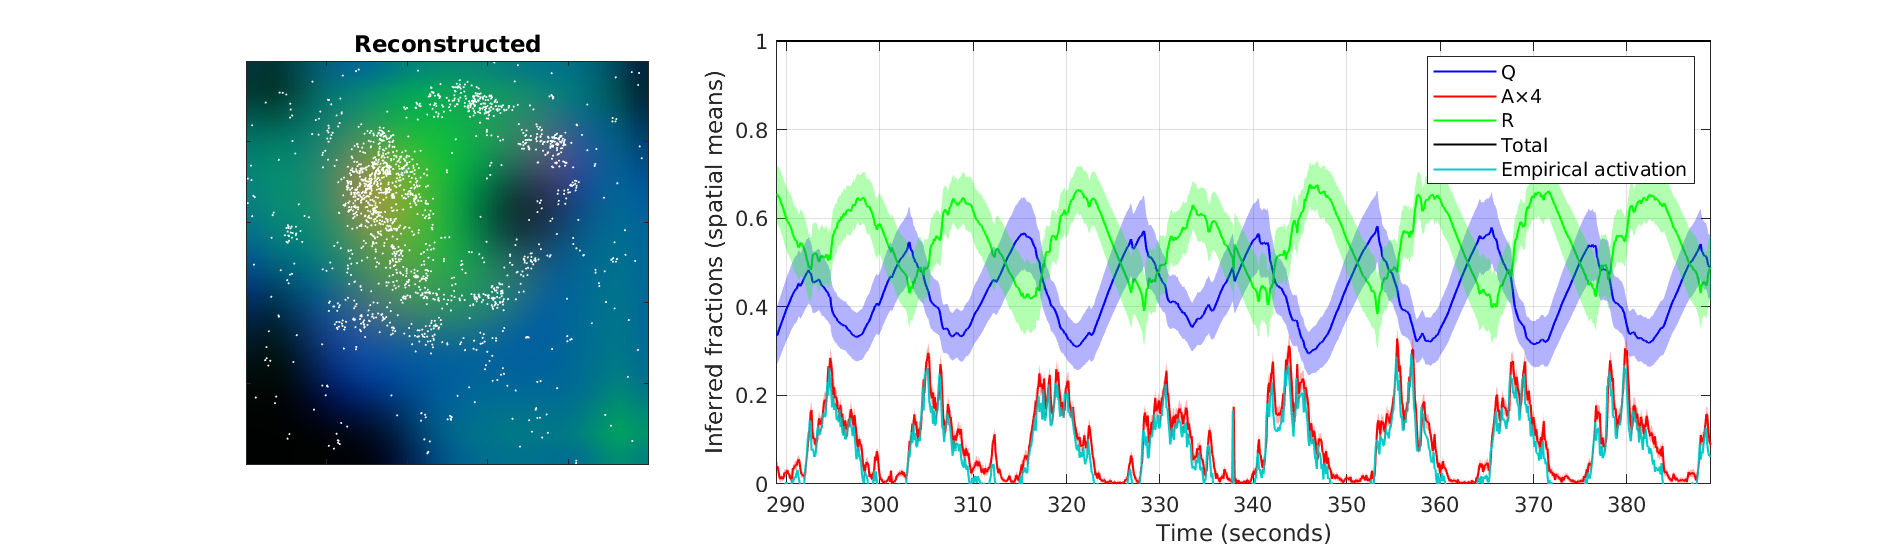 Reconstructed
Inferred fractions (spatial means)
1
0.8
0.6
0.4
0.2
0
Q
A×4
R
Total
Empirical activation
290 300 310 320 330 340 350 360 370 380
Time (seconds)